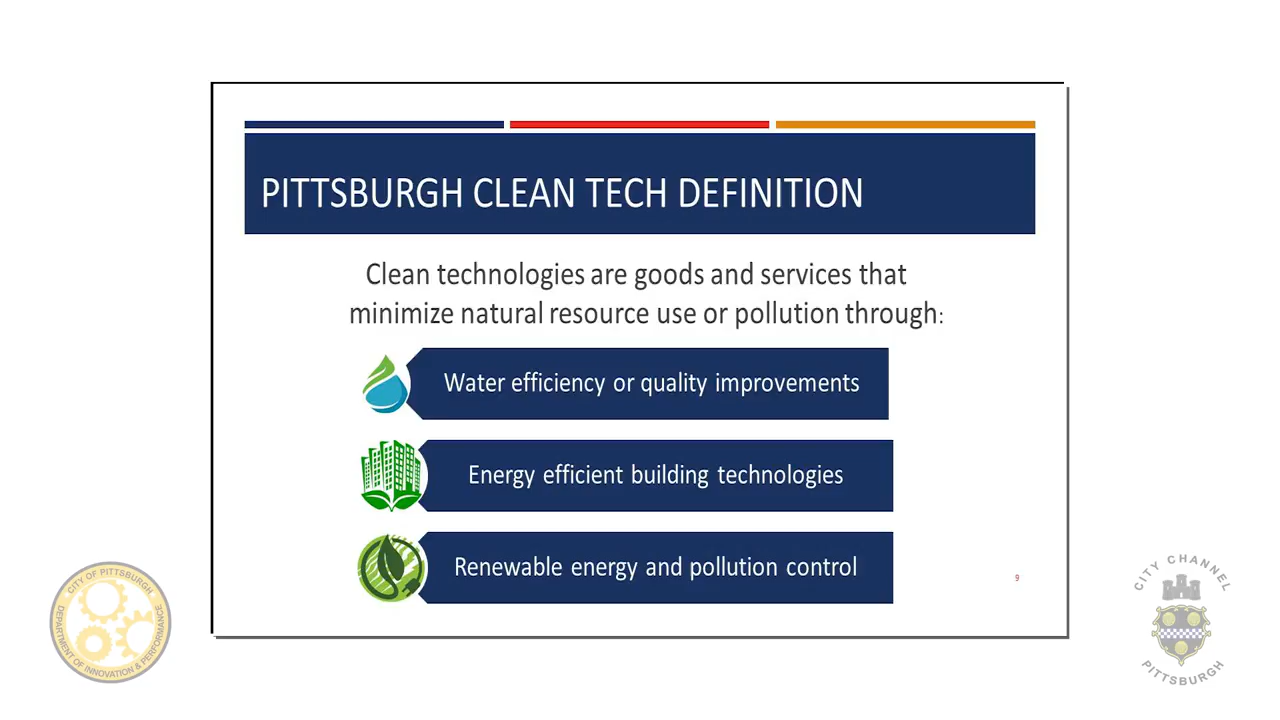 PITTSBURGH CLEAN TECH DEFINITION
Clean technologies are goods and services that
minimize natural resource use or pollution through:
Water efficiency or quality improvements
Energy efficient building technologies
Renewable energy and pollution control
9
CITY OF PITTSBURGH
DEPARTMENT OF INNOVATION & PERFORMANCE
CITY CHANNEL
PITTSBURGH